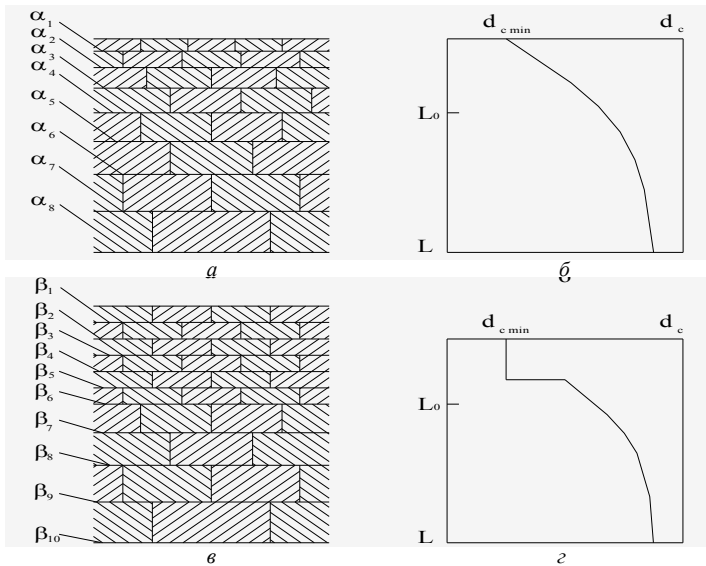 α₁
α₂
α₃
α₄
α₅
α₆
α₇
α₈
d c min d c
L₀
L
а б
β₁
β₂
β₃
β₄
β₅
β₆
β₇
β₈
β₉
β₁₀
d c min d c
L₀
L
в г